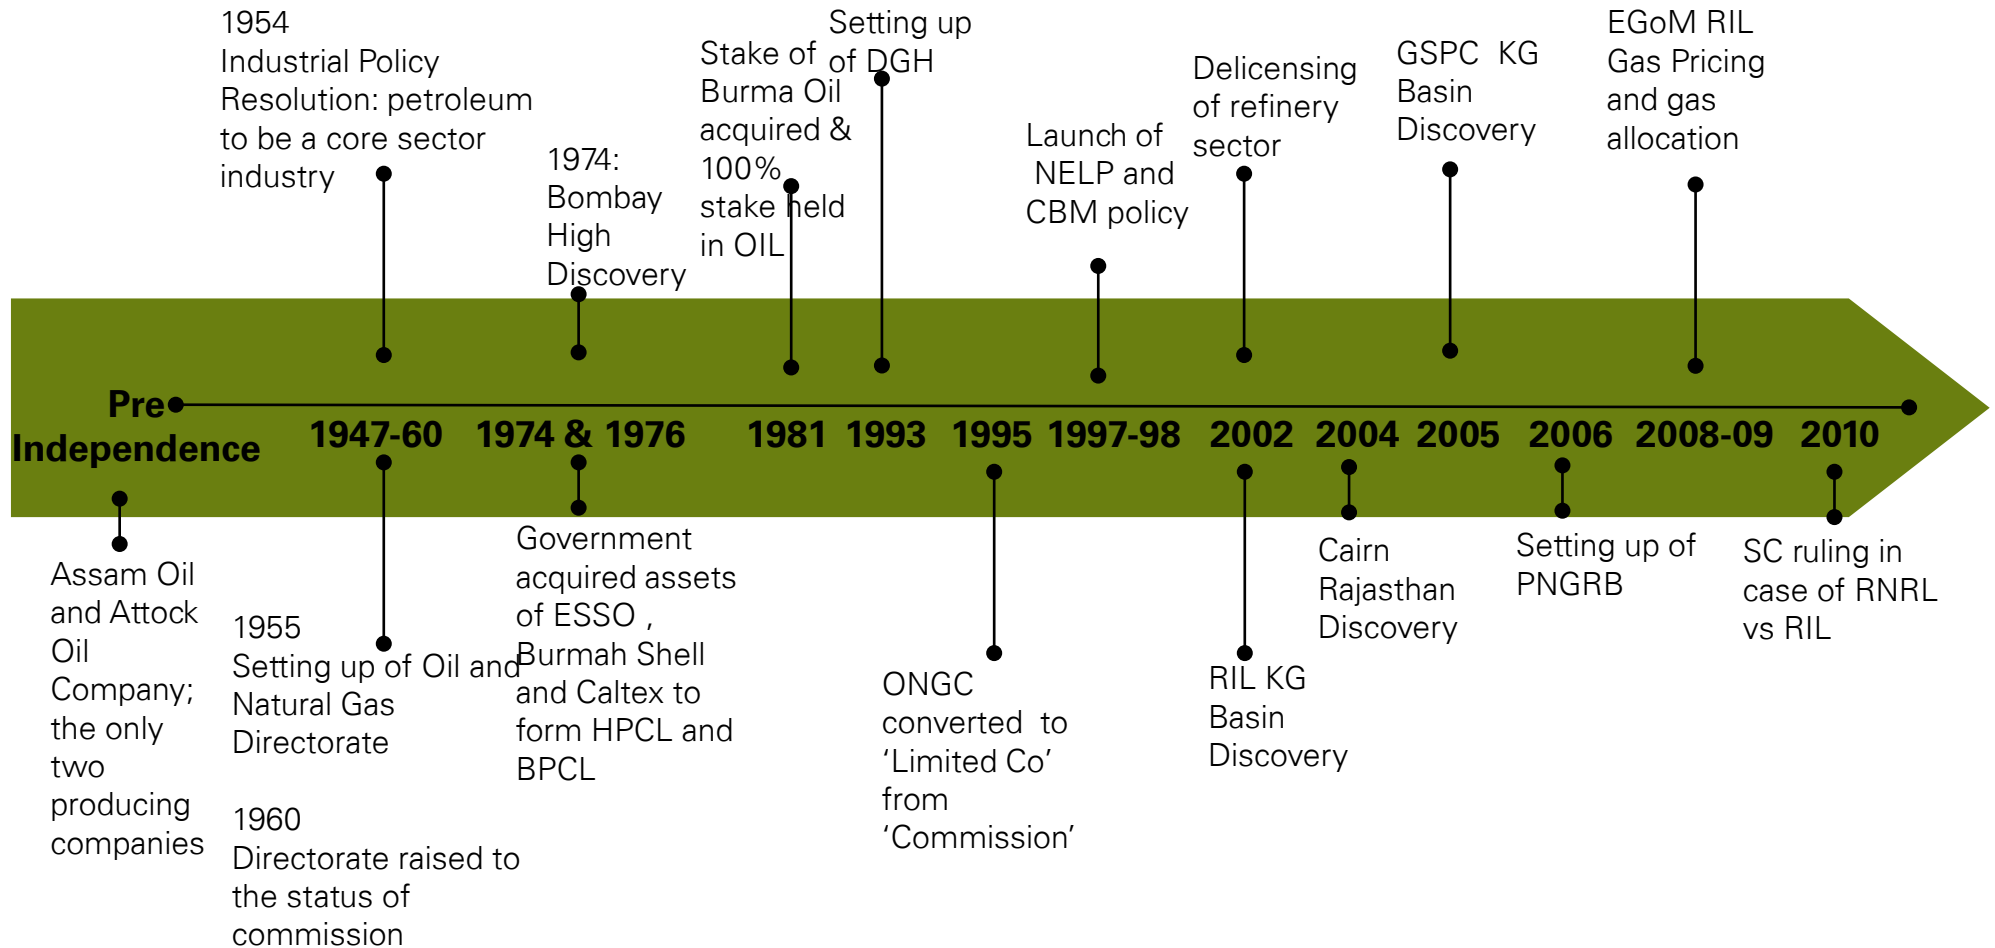 1954
Industrial Policy
Resolution: petroleum
to be a core sector
industry
1974:
Bombay
High
Discovery
Stake of
Burma Oil
acquired &
100%
stake held
in OIL
Setting up
of DGH
Launch of
NELP and
CBM policy
Delicensing
of refinery
sector
GSPC KG
Basin
Discovery
EGoM RIL
Gas Pricing
and gas
allocation
Pre
Independence
1947-60
1974 & 1976
1981
1993
1995
1997-98
2002
2004
2005
2006
2008-09
2010
Assam Oil
and Attock
Oil
Company;
the only
two
producing
companies
1955
Setting up of Oil and
Natural Gas
Directorate
1960
Directorate raised to
the status of
commission
Government
acquired assets
of ESSO ,
Burmah Shell
and Caltex to
form HPCL and
BPCL
ONGC
converted to
‘Limited Co’
from
‘Commission’
RIL KG
Basin
Discovery
Cairn
Rajasthan
Discovery
Setting up of
PNGRB
SC ruling in
case of RNRL
vs RIL